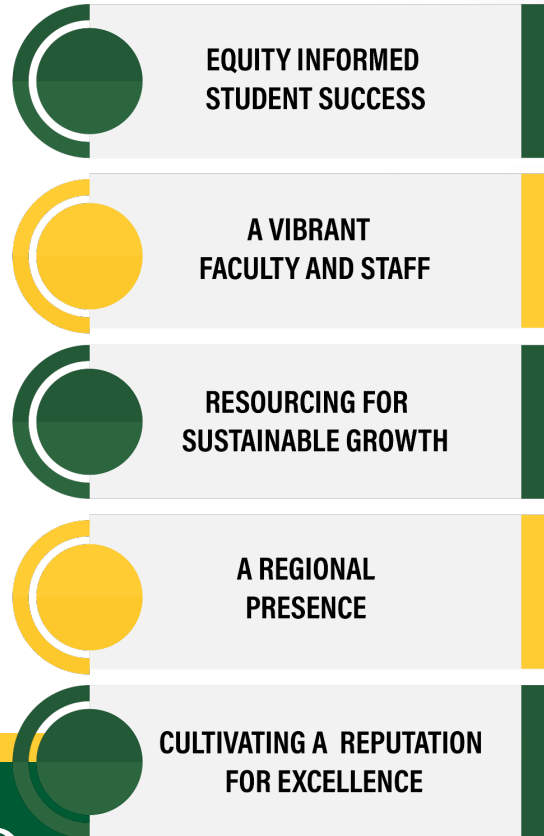 EQUITY INFORMED
STUDENT SUCCESS
A VIBRANT
FACULTY AND STAFF
RESOURCING FOR
SUSTAINABLE GROWTH
A REGIONAL
PRESENCE
CULTIVATING A  REPUTATION
FOR EXCELLENCE